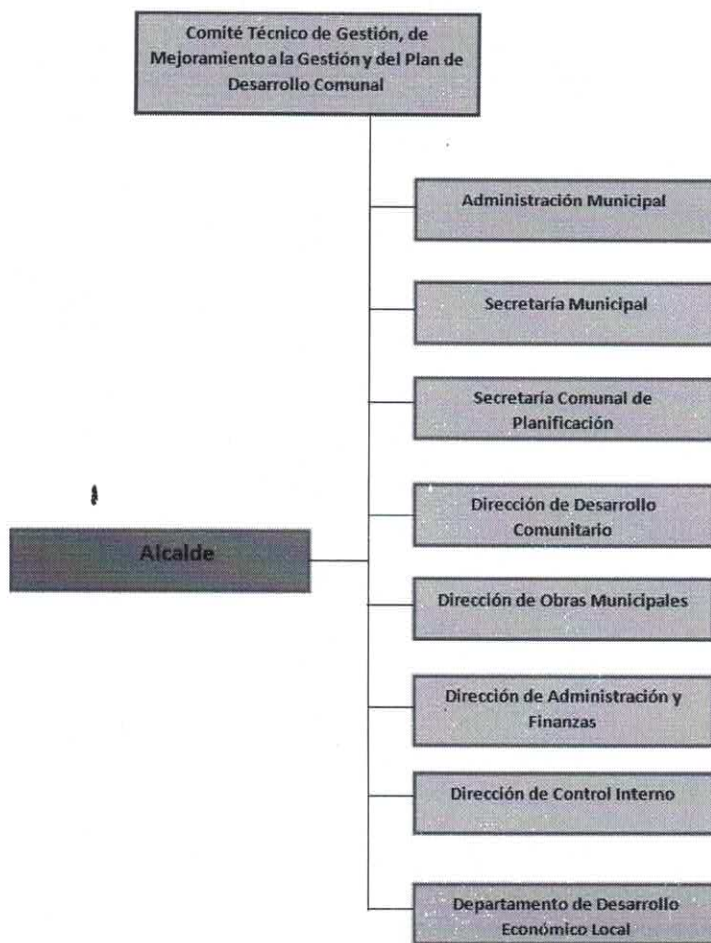 Comité Técnico de Gestión, de
Mejoramiento a la Gestión y del Plan de
Desarrollo Comunal
Administración Municipal
Secretaría Municipal
Secretaría Comunal de
Planificación
Dirección de Desarrollo
Comunitario
Alcalde
Dirección de Obras Municipales
Dirección de Administración y
Finanzas
Dirección de Control Interno
Departamento de Desarrollo
Económico Local